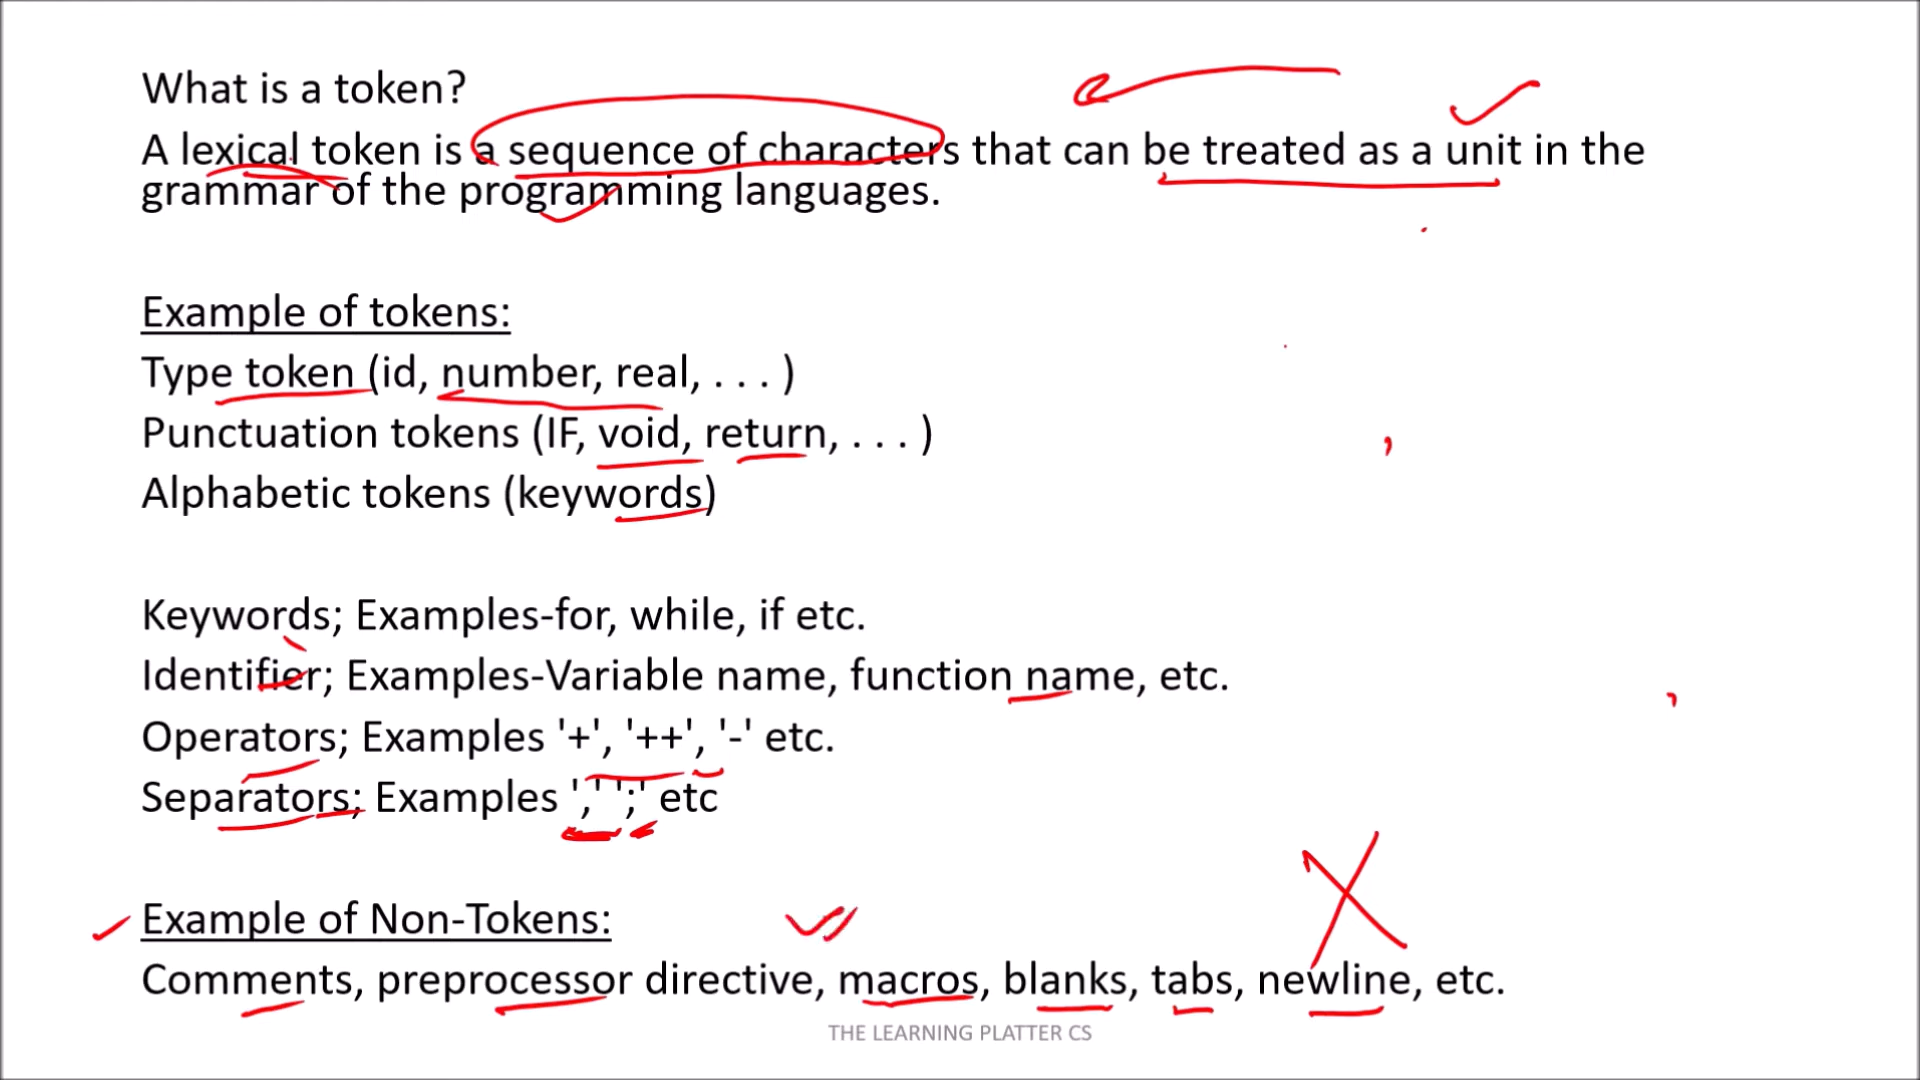 What is a token?
A lexical token is a sequence of characters that can be treated as a unit in the
grammar of the programming languages.
Example of tokens:
Type token (id, number, real, . . . )
Punctuation tokens (IF, void, return, . . . )
Alphabetic tokens (keywords)
Keywords; Examples-for, while, if etc.
Identifier; Examples-Variable name, function name, etc.
Operators; Examples '+', '++', '-' etc.
Separators; Examples ',' ';' etc
Example of Non-Tokens:
Comments, preprocessor directive, macros, blanks, tabs, newline, etc.
THE LEARNING PLATTER CS